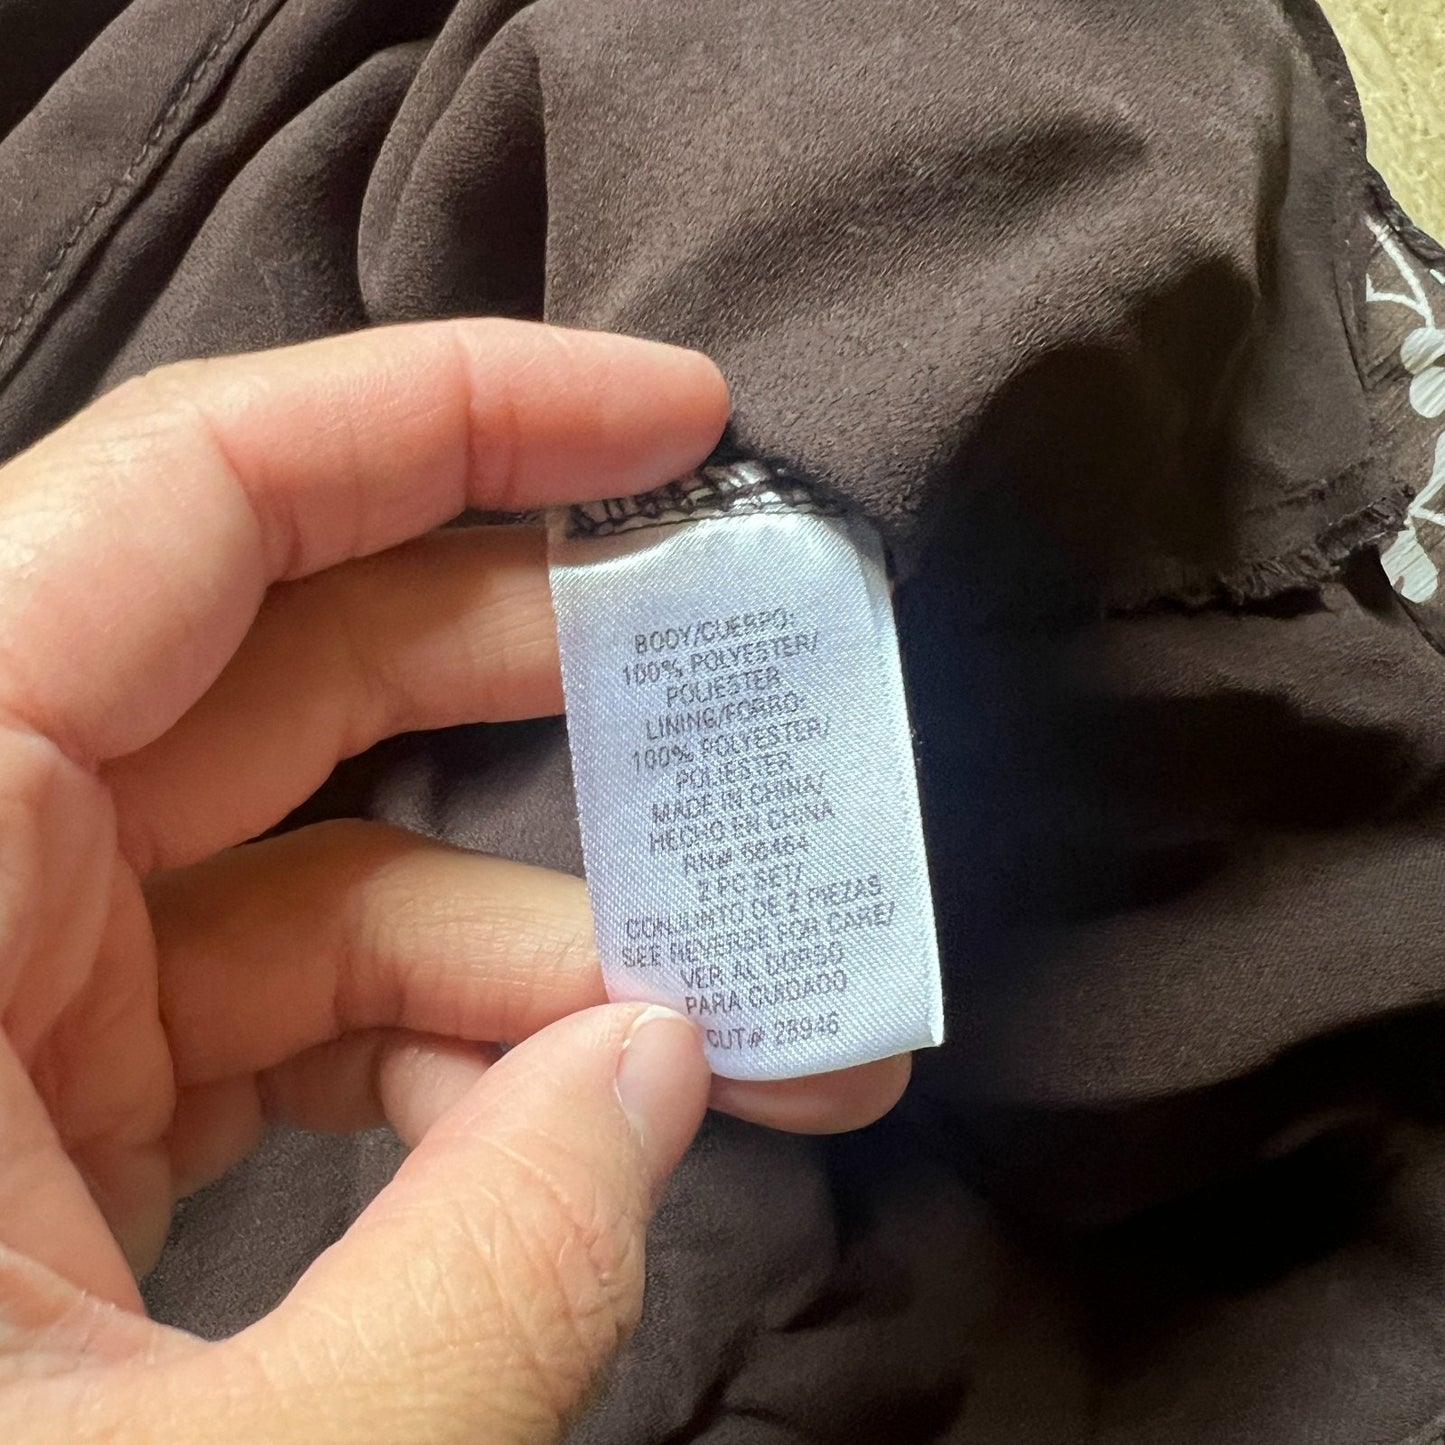 BODY/CUERPO:
100% POLYESTER/
POLIESTER
LINING/FORRO:
100% POLYESTER/
POLIESTER
MADE IN CHINA/
HECHO EN CHINA
RN# 56464
2 PC SET/
CONJUNTO DE 2 PIEZAS
SEE REVERSE FOR CARE/
VER AL DORSO
PARA CUIDADO
CUT# 28946